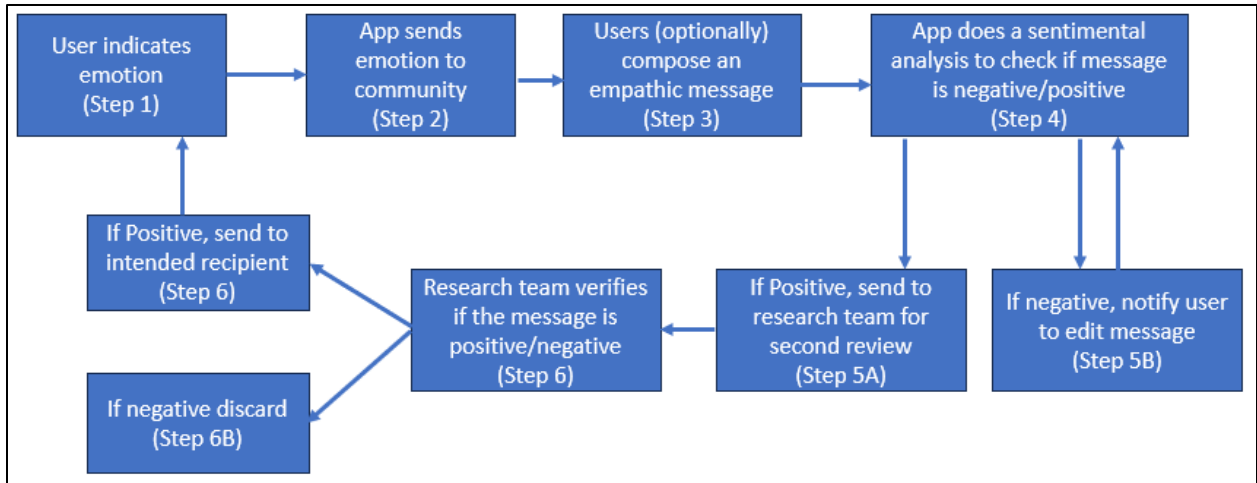 User indicates
emotion
(Step 1)
App sends
emotion to
community
(Step 2)
Users (optionally)
compose an
empathic message
(Step 3)
App does a sentimental
analysis to check if message
is negative/positive
(Step 4)
If Positive, send to
intended recipient
(Step 6)
Research team verifies
if the message is
positive/negative
(Step 6)
If Positive, send to
research team for
second review
(Step 5A)
If negative, notify user
to edit message
(Step 5B)
If negative discard
(Step 6B)